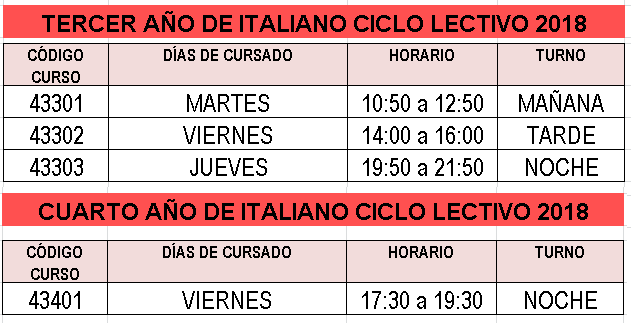 TERCER AÑO DE ITALIANO CICLO LECTIVO 2018
CÓDIGO CURSO DÍAS DE CURSADO HORARIO TURNO
43301 MARTES 10:50 a 12:50 MAÑANA
43302 VIERNES 14:00 a 16:00 TARDE
43303 JUEVES 19:50 a 21:50 NOCHE
CUARTO AÑO DE ITALIANO CICLO LECTIVO 2018
CÓDIGO CURSO DÍAS DE CURSADO HORARIO TURNO
43401 VIERNES 17:30 a 19:30 NOCHE